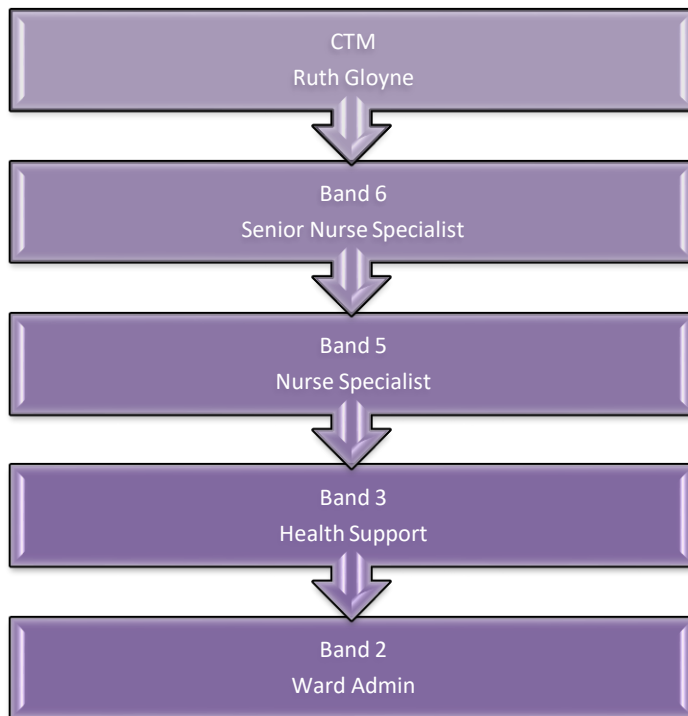 CTM
Ruth Gloyne
Band 6
Senior Nurse Specialist
Band 5
Nurse Specialist
Band 3
Health Support
Band 2
Ward Admin